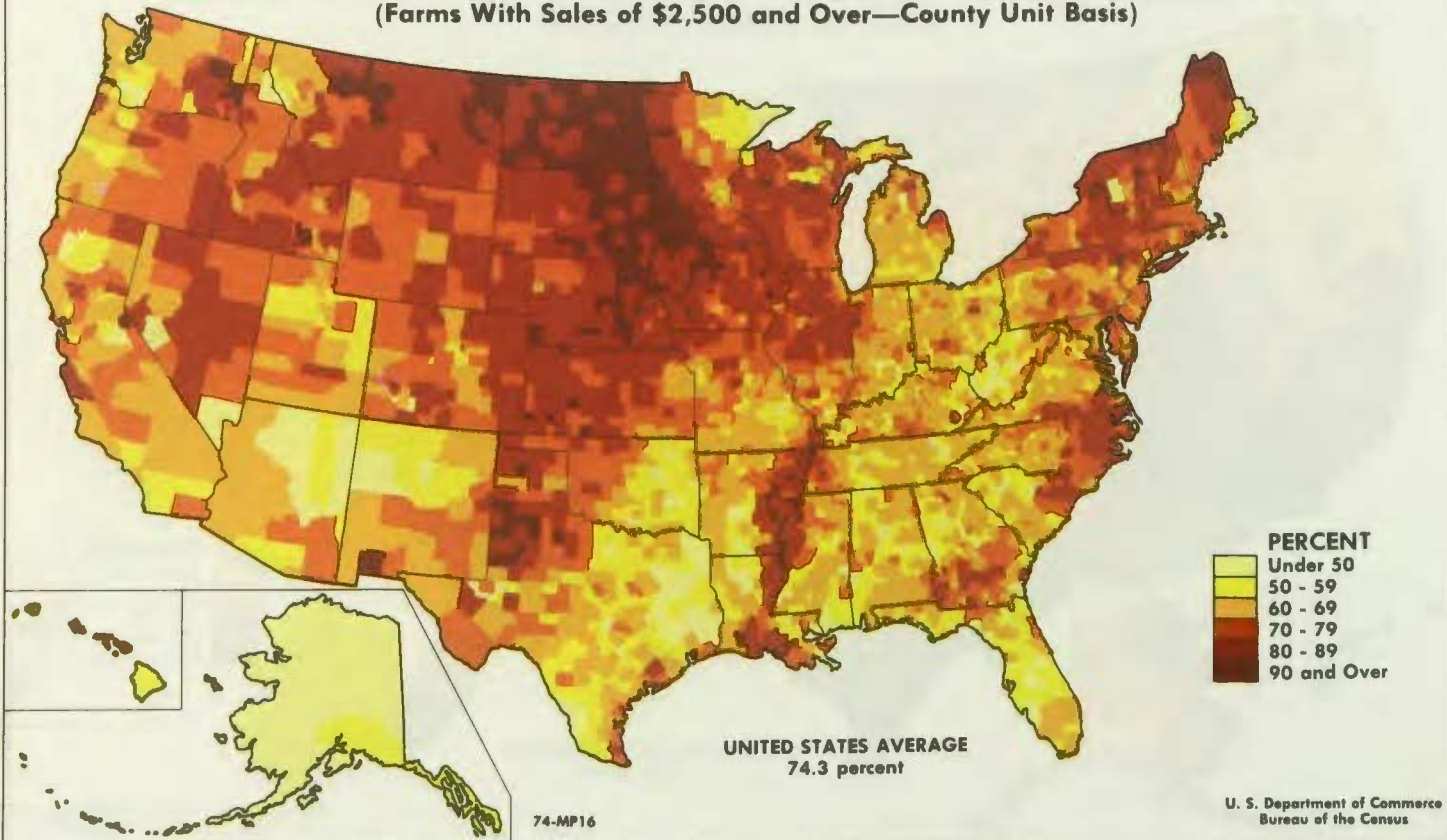 (Farms With Sales of $2,500 and Over—County Unit Basis)
PERCENT
Under 50
50 - 59
60 - 69
70 - 79
80 - 89
90 and Over
UNITED STATES AVERAGE
74.3 percent
74-MP16
U. S. Department of Commerce
Bureau of the Census